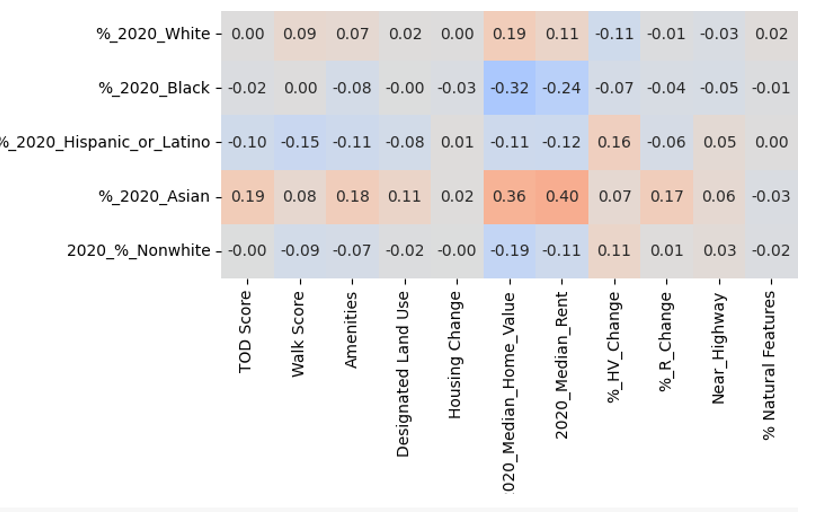 %_2020_White 0.00 0.09 0.07 0.02 0.00 0.19 0.11 -0.11 -0.01 -0.03 0.02
%_2020_Black -0.02 0.00 -0.08 -0.00 -0.03 -0.32 -0.24 -0.07 -0.04 -0.05 -0.01
%_2020_Hispanic_or_Latino -0.10 -0.15 -0.11 -0.08 0.01 -0.11 -0.12 0.16 -0.06 0.05 0.00
%_2020_Asian 0.19 0.08 0.18 0.11 0.02 0.36 0.40 0.07 0.17 0.06 -0.03
2020_%_Nonwhite -0.00 -0.09 -0.07 -0.02 -0.00 -0.19 -0.11 0.11 0.01 0.03 -0.02
TOD Score
Walk Score
Amenities
Designated Land Use
Housing Change
020_Median_Home_Value
2020_Median_Rent
%_HV_Change
%_R_Change
Near_Highway
% Natural Features